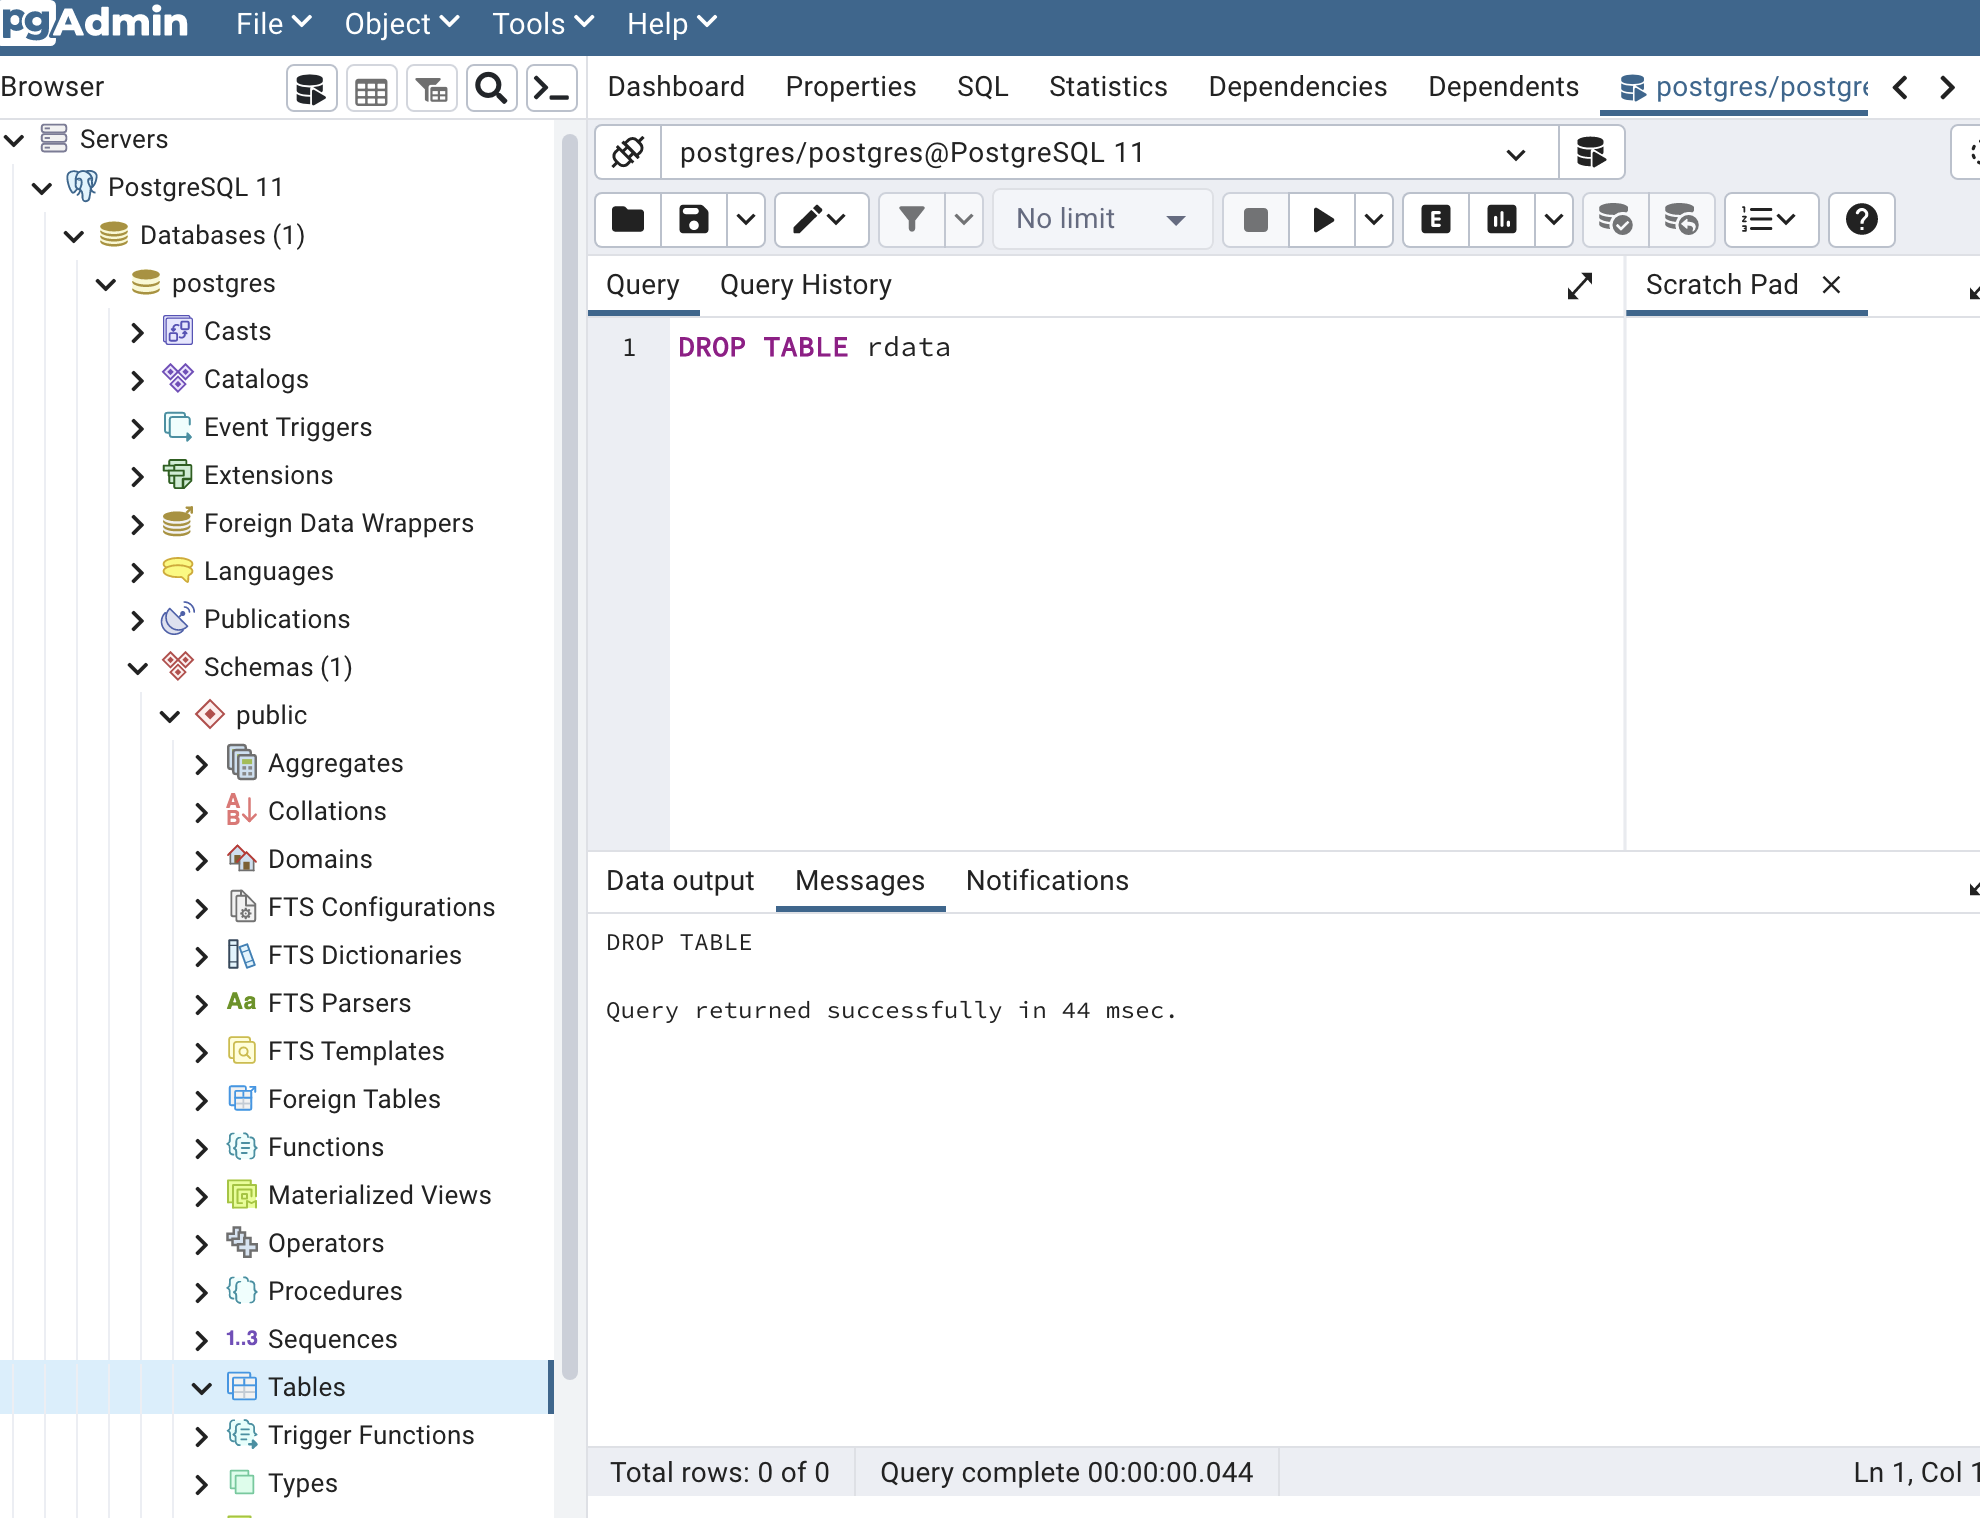 pgAdmin File Object Tools Help
Browser
Dashboard Properties SQL Statistics Dependencies Dependents postgres/postgre
Servers
PostgreSQL 11
Databases (1)
postgres
Casts
Catalogs
Event Triggers
Extensions
Foreign Data Wrappers
Languages
Publications
Schemas (1)
public
Aggregates
Collations
Domains
FTS Configurations
FTS Dictionaries
Aa FTS Parsers
FTS Templates
Foreign Tables
Functions
Materialized Views
Operators
Procedures
1..3 Sequences
Tables
Trigger Functions
Types
postgres/postgres@PostgreSQL 11
No limit E
Query Query History
Scratch Pad
1 DROP TABLE rdata
Data output Messages Notifications
DROP TABLE
Query returned successfully in 44 msec.
Total rows: 0 of 0 Query complete 00:00:00.044 Ln 1, Col 1